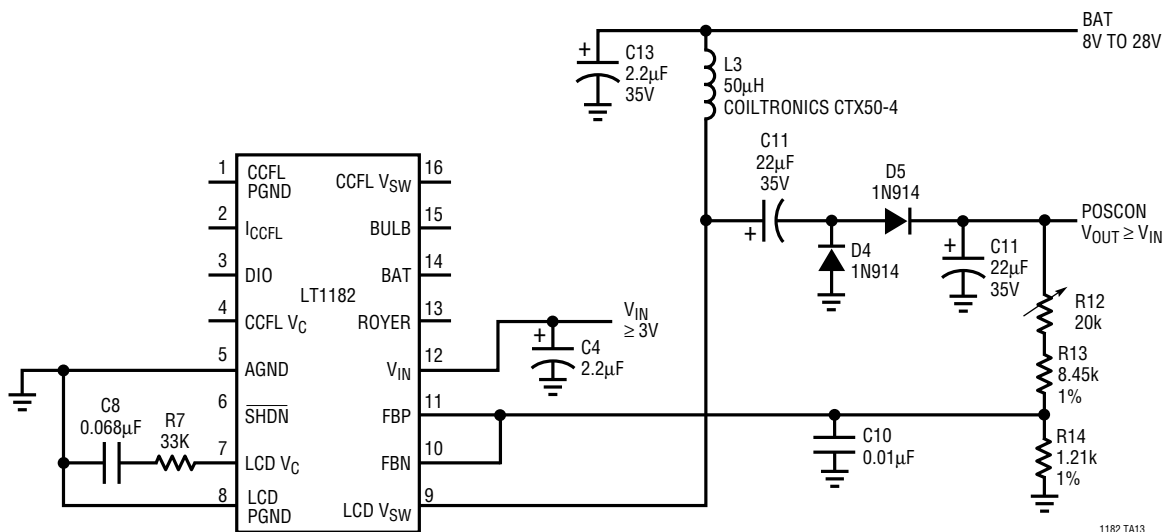 BAT
8V TO 28V
C13
2.2µF
35V
L3
50µH
COILTRONICS CTX50-4
C11
22µF
35V
D5
1N914
POSCON
V_OUT ≥ V_IN
D4
1N914
C11
22µF
35V
R12
20k
R13
8.45k
1%
R14
1.21k
1%
C10
0.01µF
V_IN
≥ 3V
C4
2.2µF
LT1182
1 CCFL PGND
2 I_CCFL
3 DIO
4 CCFL V_C
5 AGND
6 SHDN
7 LCD V_C
8 LCD PGND
16 CCFL V_SW
15 BULB
14 BAT
13 ROYER
12 V_IN
11 FBP
10 FBN
9 LCD V_SW
C8
0.068µF
R7
33K
+
+
+
+
1182 TA13